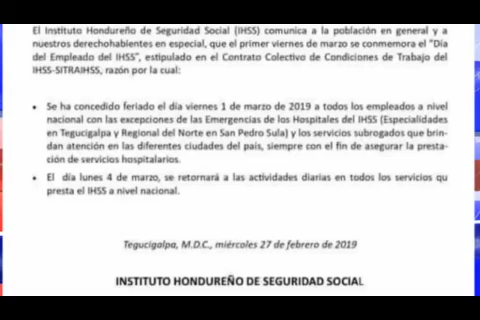 El Instituto Hondureño de Seguridad Social (IHSS) comunica a la población en general y a
nuestros derechohabientes en especial, que el primer viernes de marzo se conmemora el "Día
del Empleado del IHSS", estipulado en el Contrato Colectivo de Condiciones de Trabajo del
IHSS-SITRAIHSS, razón por la cual:
• Se ha concedido feriado el día viernes 1 de marzo de 2019 a todos los empleados a nivel
nacional con las excepciones de las Emergencias de los Hospitales del IHSS (Especialidades
en Tegucigalpa y Regional del Norte en San Pedro Sula) y los servicios subrogados que brin-
dan atención en las diferentes ciudades del país, siempre con el fin de asegurar la presta-
ción de servicios hospitalarios.
• El día lunes 4 de marzo, se retornará a las actividades diarias en todos los servicios qu
presta el IHSS a nivel nacional.
Tegucigalpa, M.D.C., miércoles 27 de febrero de 2019
INSTITUTO HONDUREÑO DE SEGURIDAD SOCIAL